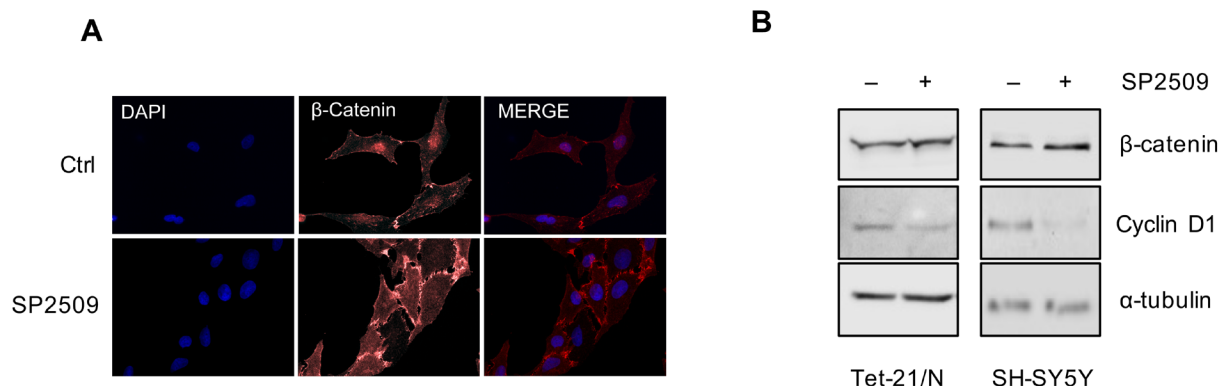 A
DAPI
β-Catenin
MERGE
Ctrl
SP2509
B
– + – + SP2509
β-catenin
Cyclin D1
α-tubulin
Tet-21/N SH-SY5Y